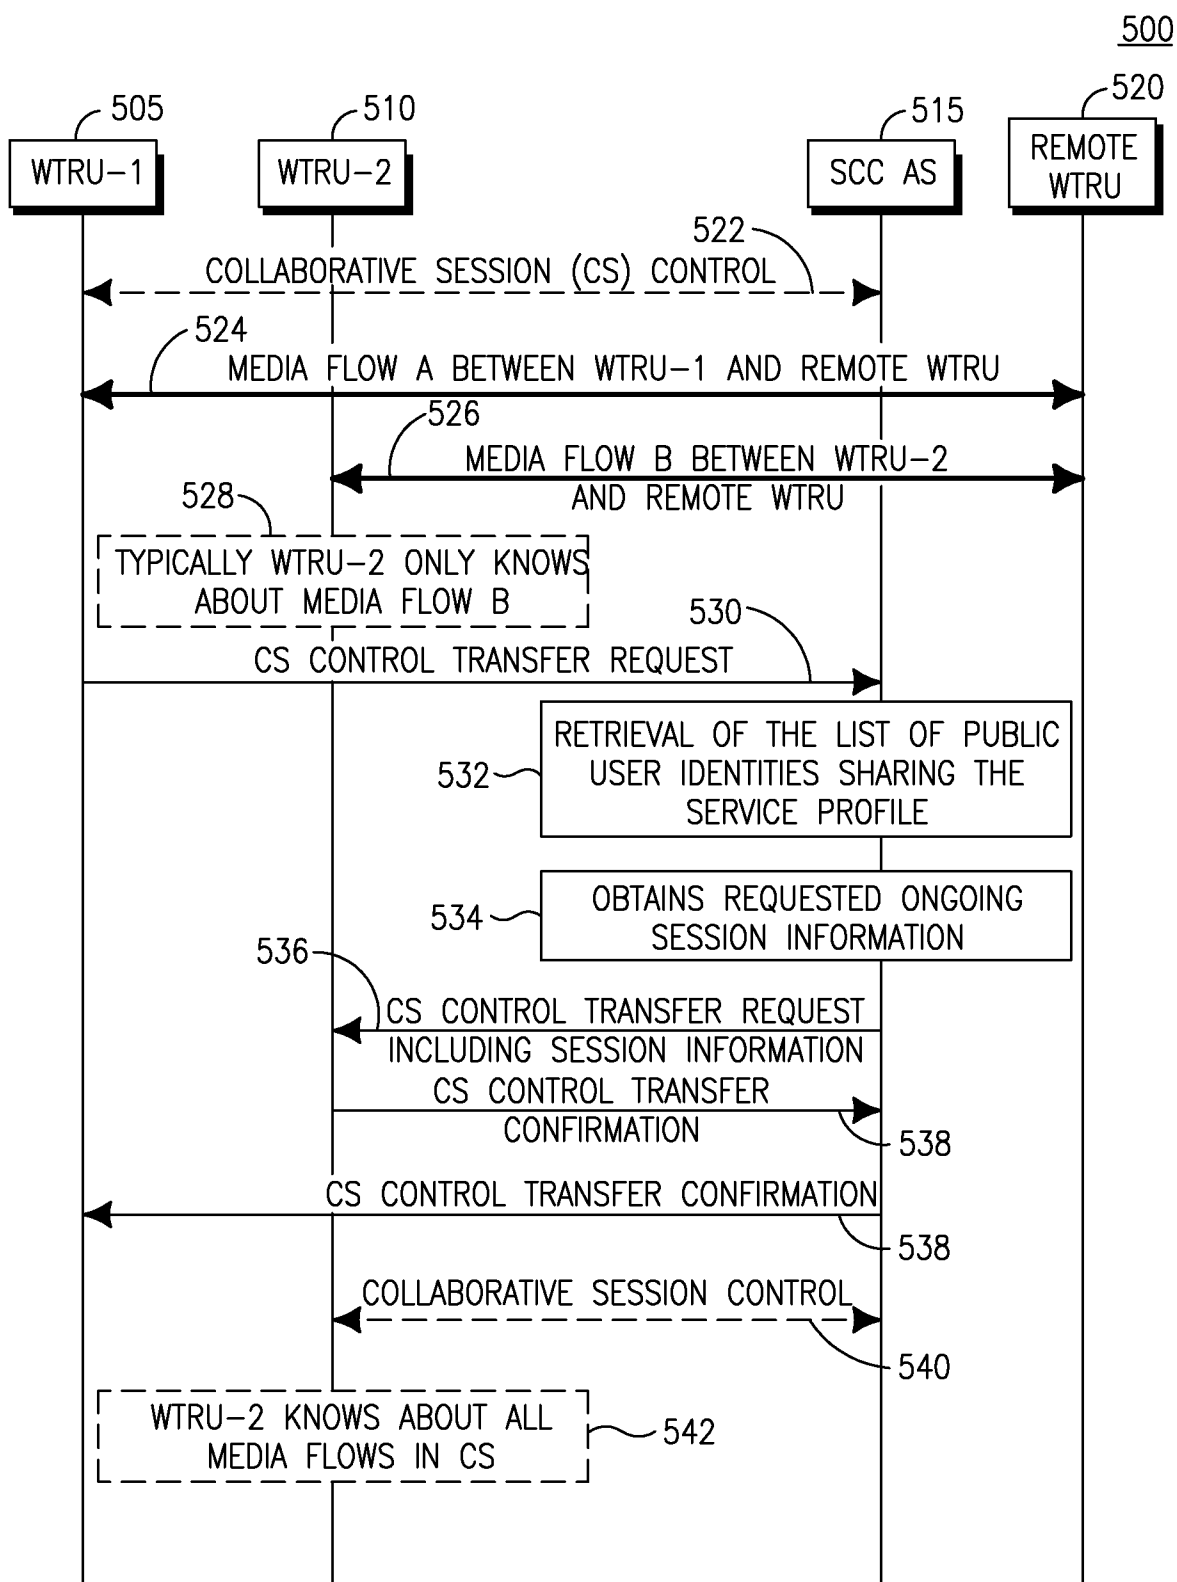 500
505
510
515
520
WTRU-1
WTRU-2
SCC AS
REMOTE
WTRU
522
COLLABORATIVE SESSION (CS) CONTROL
524
MEDIA FLOW A BETWEEN WTRU-1 AND REMOTE WTRU
526
MEDIA FLOW B BETWEEN WTRU-2
AND REMOTE WTRU
528
TYPICALLY WTRU-2 ONLY KNOWS
ABOUT MEDIA FLOW B
530
CS CONTROL TRANSFER REQUEST
532
RETRIEVAL OF THE LIST OF PUBLIC
USER IDENTITIES SHARING THE
SERVICE PROFILE
534
OBTAINS REQUESTED ONGOING
SESSION INFORMATION
536
CS CONTROL TRANSFER REQUEST
INCLUDING SESSION INFORMATION
CS CONTROL TRANSFER
CONFIRMATION
538
CS CONTROL TRANSFER CONFIRMATION
538
COLLABORATIVE SESSION CONTROL
540
WTRU-2 KNOWS ABOUT ALL
MEDIA FLOWS IN CS
542